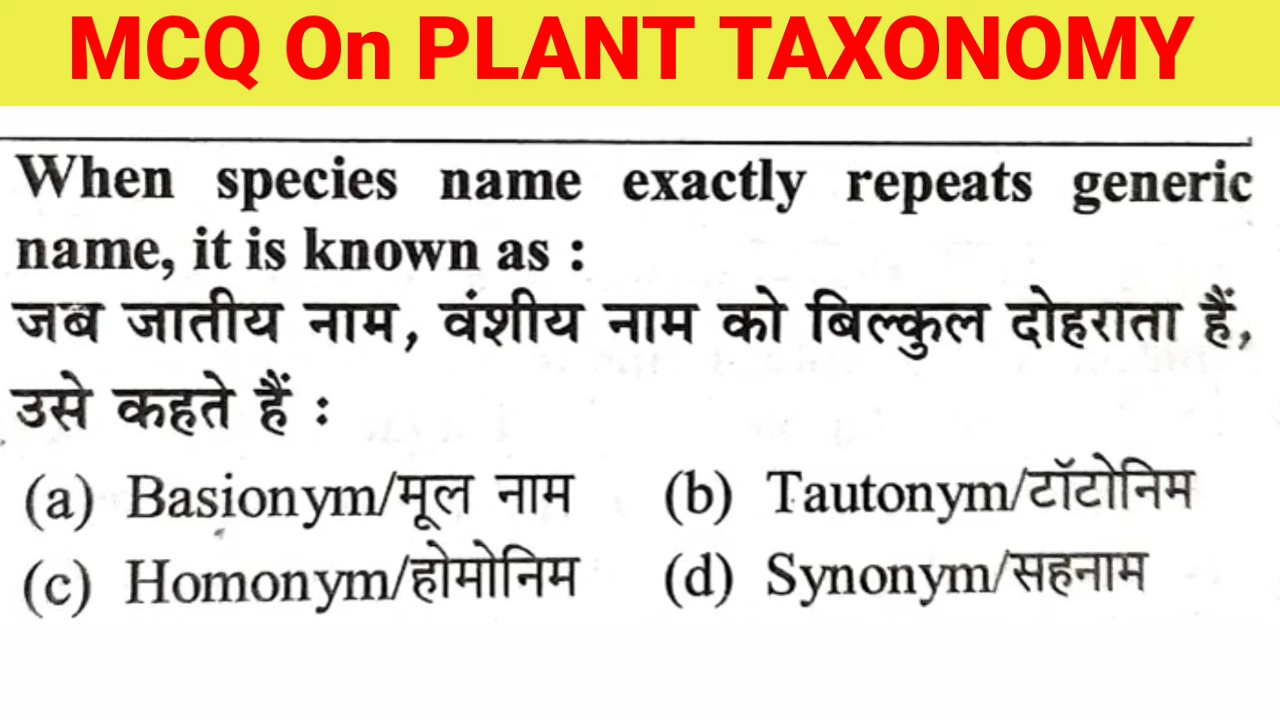 MCQ On PLANT TAXONOMY
When species name exactly repeats generic
name, it is known as :
जब जातीय नाम, वंशीय नाम को बिल्कुल दोहराता हैं,
उसे कहते हैं :
(a) Basionym/मूल नाम (b) Tautonym/टॉटोनिम
(c) Homonym/होमोनिम (d) Synonym/सहनाम